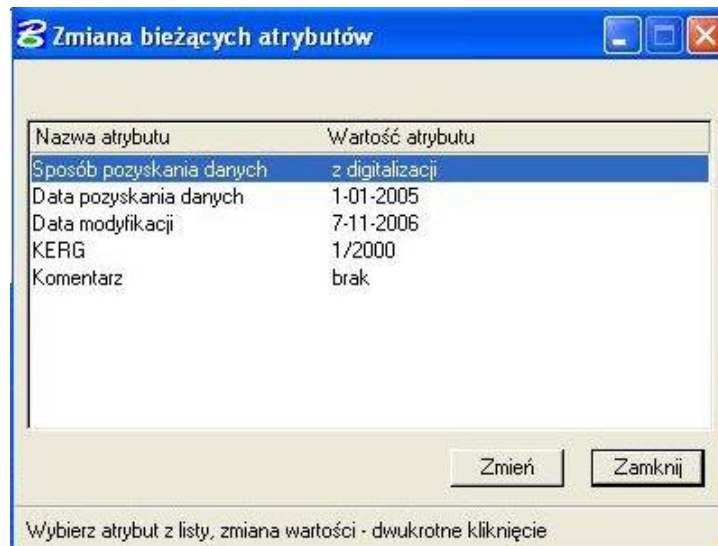 Zmiana bieżących atrybutów
Nazwa atrybutu Wartość atrybutu
Sposób pozyskania danych z digitalizacji
Data pozyskania danych 1-01-2005
Data modyfikacji 7-11-2006
KERG 1/2000
Komentarz brak
Zmień Zamknij
Wybierz atrybut z listy, zmiana wartości - dwukrotne kliknięcie